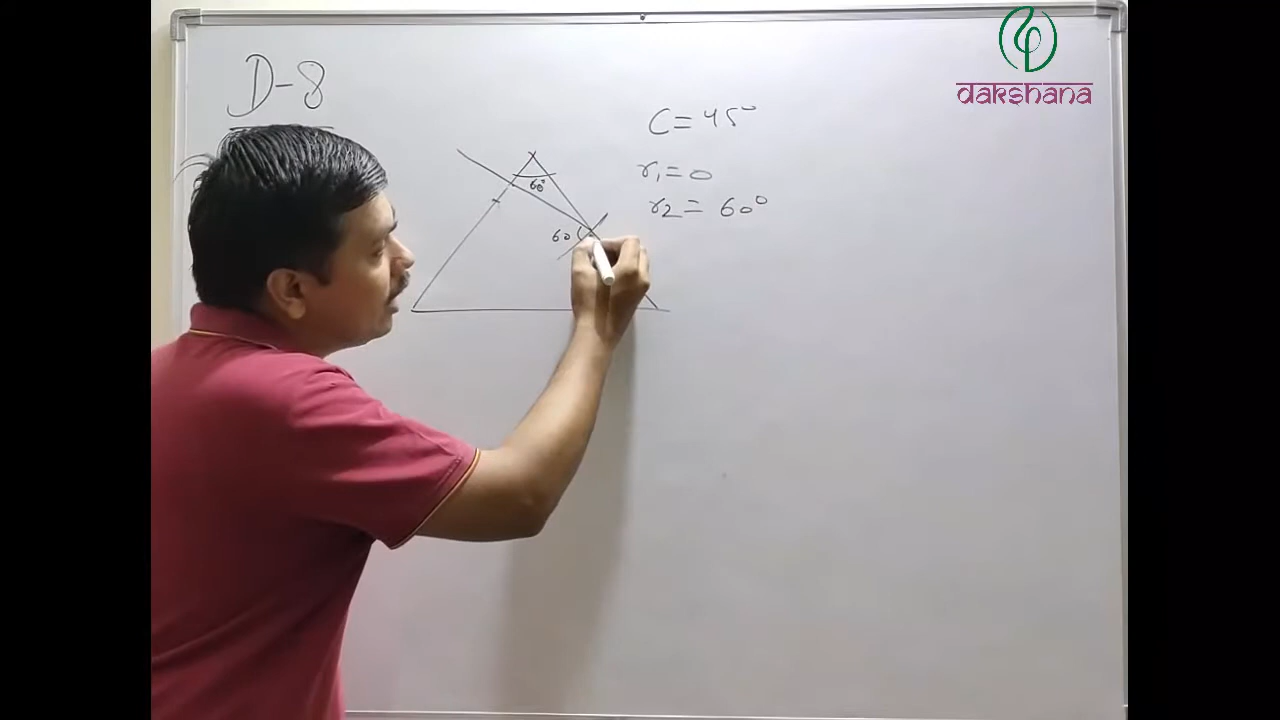 D-8
dakshana
C = 45°
r₁ = 0
60°
r2 = 60°
60